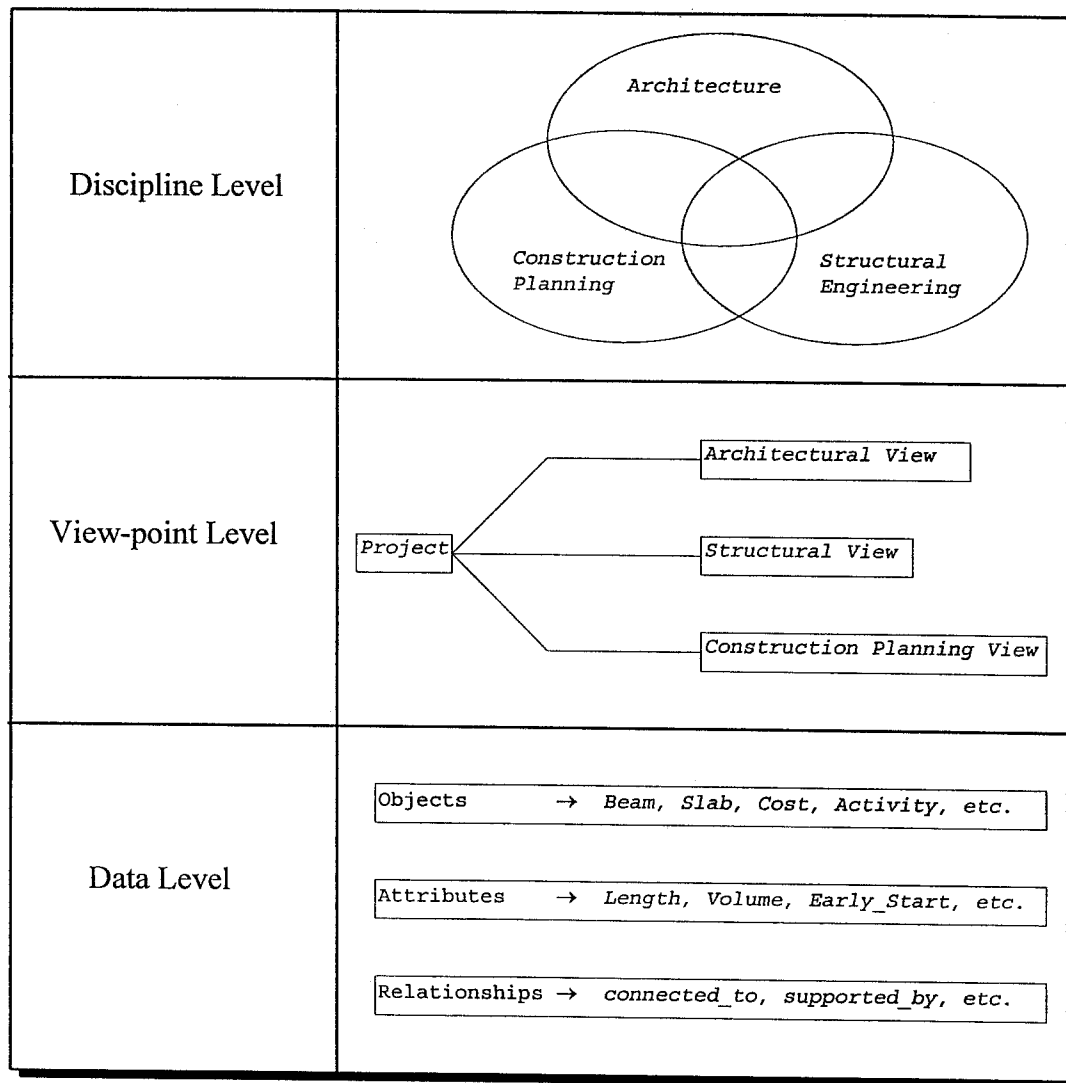 Discipline Level
Architecture
Construction
Planning
Structural
Engineering
View-point Level
Project
Architectural View
Structural View
Construction Planning View
Data Level
Objects → Beam, Slab, Cost, Activity, etc.
Attributes → Length, Volume, Early_Start, etc.
Relationships → connected_to, supported_by, etc.